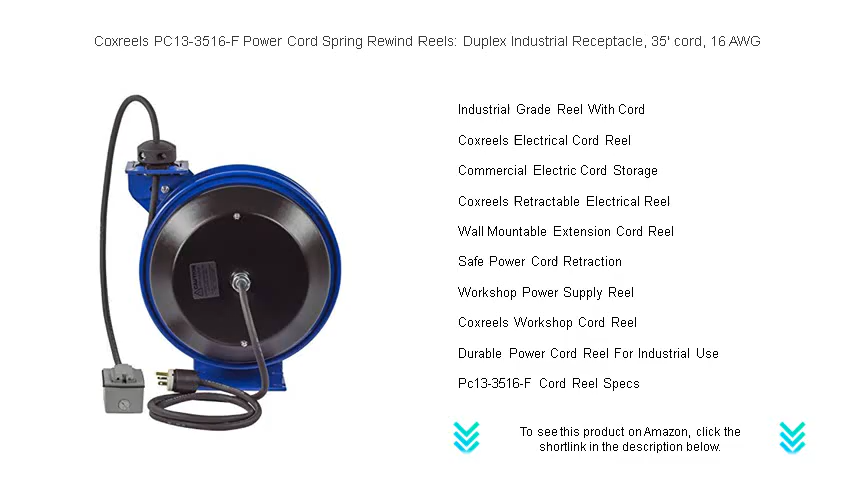 Coxreels PC13-3516-F Power Cord Spring Rewind Reels: Duplex Industrial Receptacle, 35' cord, 16 AWG
Industrial Grade Reel With Cord
Coxreels Electrical Cord Reel
Commercial Electric Cord Storage
Coxreels Retractable Electrical Reel
Wall Mountable Extension Cord Reel
Safe Power Cord Retraction
Workshop Power Supply Reel
Coxreels Workshop Cord Reel
Durable Power Cord Reel For Industrial Use
Pc13-3516-F Cord Reel Specs
To see this product on Amazon, click the
shortlink in the description below.